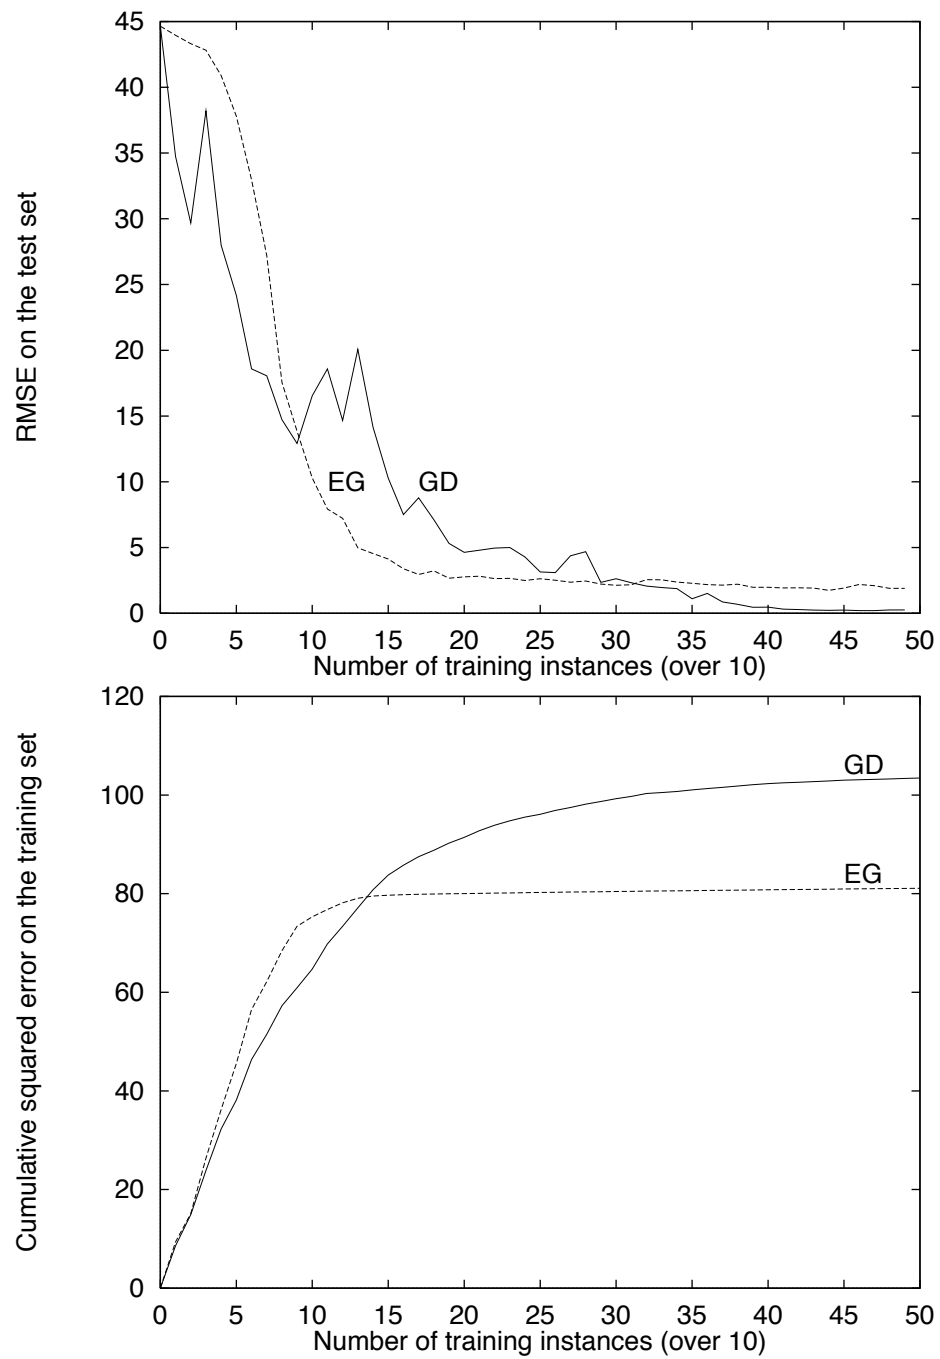 45
40
35
30
25
20
15
10
5
0
RMSE on the test set
EG GD
0 5 10 15 20 25 30 35 40 45 50
Number of training instances (over 10)
120
100
80
60
40
20
0
Cumulative squared error on the training set
GD
EG
0 5 10 15 20 25 30 35 40 45 50
Number of training instances (over 10)